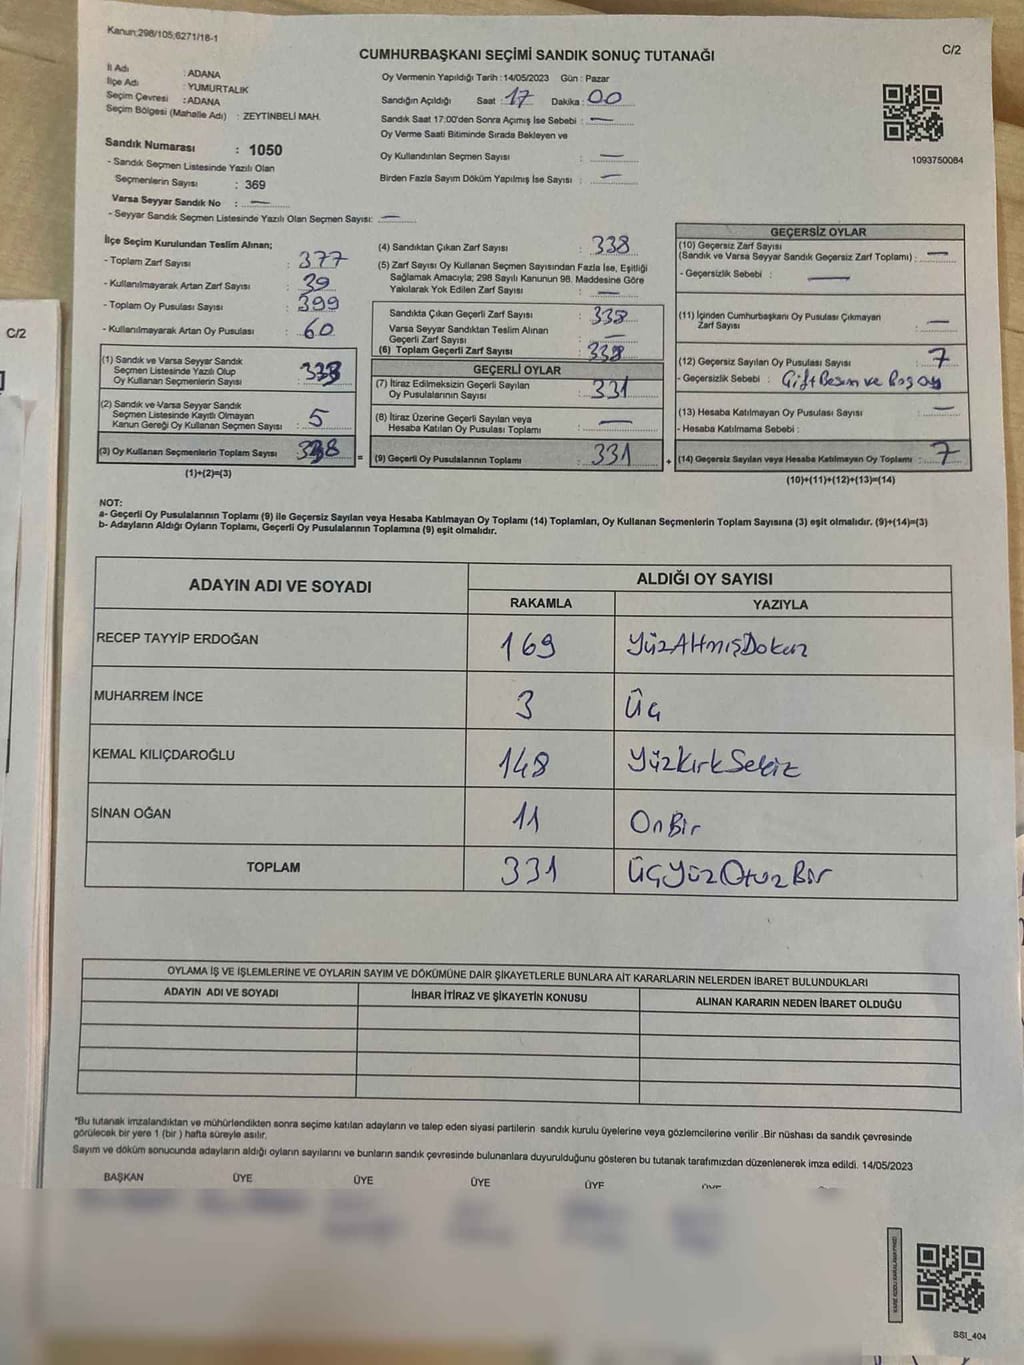 Kanun:298/105;6271/18-1
C/2
CUMHURBAŞKANI SEÇİMİ SANDIK SONUÇ TUTANAĞI
İl Adı : ADANA
İlçe Adı : YUMURTALIK
Seçim Çevresi : ADANA
Seçim Bölgesi (Mahalle Adı) : ZEYTİNBELİ MAH.
Oy Vermenin Yapıldığı Tarih :14/05/2023 Gün : Pazar
Sandığın Açıldığı Saat : 17 Dakika : 00
Sandık Saat 17:00'den Sonra Açımış İse Sebebi : —
Oy Verme Saati Bitiminde Sırada Bekleyen ve
Oy Kullandırılan Seçmen Sayısı : —
Birden Fazla Sayım Döküm Yapılmış İse Sayısı : —
1093750084
Sandık Numarası : 1050
- Sandık Seçmen Listesinde Yazılı Olan
Seçmenlerin Sayısı : 369
Varsa Seyyar Sandık No : —
- Seyyar Sandık Seçmen Listesinde Yazılı Olan Seçmen Sayısı: —
İlçe Seçim Kurulundan Teslim Alınan;
- Toplam Zarf Sayısı : 377
- Kullanılmayarak Artan Zarf Sayısı : 39
- Toplam Oy Pusulası Sayısı : 399
- Kullanılmayarak Artan Oy Pusulası : 60
(1) Sandık ve Varsa Seyyar Sandık
Seçmen Listesinde Yazılı Olup
Oy Kullanan Seçmenlerin Sayısı
(2) Sandık ve Varsa Seyyar Sandık
Seçmen Listesinde Kayıtlı Olmayan
Kanun Gereği Oy Kullanan Seçmen Sayısı : 5
(3) Oy Kullanan Seçmenlerin Toplam Sayısı : 338 =
(1)+(2)=(3)
(4) Sandıktan Çıkan Zarf Sayısı : 338
(5) Zarf Sayısı Oy Kullanan Seçmen Sayısından Fazla İse, Eşitliği
Sağlamak Amacıyla; 298 Sayılı Kanunun 98. Maddesine Göre
Yakılarak Yok Edilen Zarf Sayısı : —
Sandıkta Çıkan Geçerli Zarf Sayısı : 338
Varsa Seyyar Sandıktan Teslim Alınan
Geçerli Zarf Sayısı : —
(6) Toplam Geçerli Zarf Sayısı : 338
GEÇERLİ OYLAR
(7) İtiraz Edilmeksizin Geçerli Sayılan
Oy Pusulalarının Sayısı : 331
(8) İtiraz Üzerine Geçerli Sayılan veya
Hesaba Katılan Oy Pusulası Toplamı : —
(9) Geçerli Oy Pusulalarının Toplamı : 331 +
GEÇERSİZ OYLAR
(10) Geçersiz Zarf Sayısı
(Sandık ve Varsa Seyyar Sandık Geçersiz Zarf Toplamı) : —
- Geçersizlik Sebebi : —
(11) İçinden Cumhurbaşkanı Oy Pusulası Çıkmayan
Zarf Sayısı : —
(12) Geçersiz Sayılan Oy Pusulası Sayısı : 7
- Geçersizlik Sebebi : Çift Basım ve Boş oy
(13) Hesaba Katılmayan Oy Pusulası Sayısı : —
- Hesaba Katılmama Sebebi :
(14) Geçersiz Sayılan veya Hesaba Katılmayan Oy Toplamı : 7
(10)+(11)+(12)+(13)=(14)
NOT:
a- Geçerli Oy Pusulalarının Toplamı (9) ile Geçersiz Sayılan veya Hesaba Katılmayan Oy Toplamı (14) Toplamları, Oy Kullanan Seçmenlerin Toplam Sayısına (3) eşit olmalıdır. (9)+(14)=(3)
b- Adayların Aldığı Oyların Toplamı, Geçerli Oy Pusulalarının Toplamına (9) eşit olmalıdır.
ADAYIN ADI VE SOYADI ALDIĞI OY SAYISI
RAKAMLA YAZIYLA
RECEP TAYYİP ERDOĞAN 169 YüzAltmışDokuz
MUHARREM İNCE 3 Üç
KEMAL KILIÇDAROĞLU 148 YüzKırkSekiz
SİNAN OĞAN 11 OnBir
TOPLAM 331 ÜçYüzOtuzBir
OYLAMA İŞ VE İŞLEMLERİNE VE OYLARIN SAYIM VE DÖKÜMÜNE DAİR ŞİKAYETLERLE BUNLARA AİT KARARLARIN NELERDEN İBARET BULUNDUKLARI
ADAYIN ADI VE SOYADI İHBAR İTİRAZ VE ŞİKAYETİN KONUSU ALINAN KARARIN NEDEN İBARET OLDUĞU
*Bu tutanak imzalandıktan ve mühürlendikten sonra seçime katılan adayların ve talep eden siyasi partilerin sandık kurulu üyelerine veya gözlemcilerine verilir .Bir nüshası da sandık çevresinde
görülecek bir yere 1 (bir ) hafta süreyle asılır.
Sayım ve döküm sonucunda adayların aldığı oyların sayılarını ve bunların sandık çevresinde bulunanlara duyurulduğunu gösteren bu tutanak tarafımızdan düzenlenerek imza edildi. 14/05/2023
BAŞKAN ÜYE ÜYE ÜYE ÜYE
SSI_404
C/2